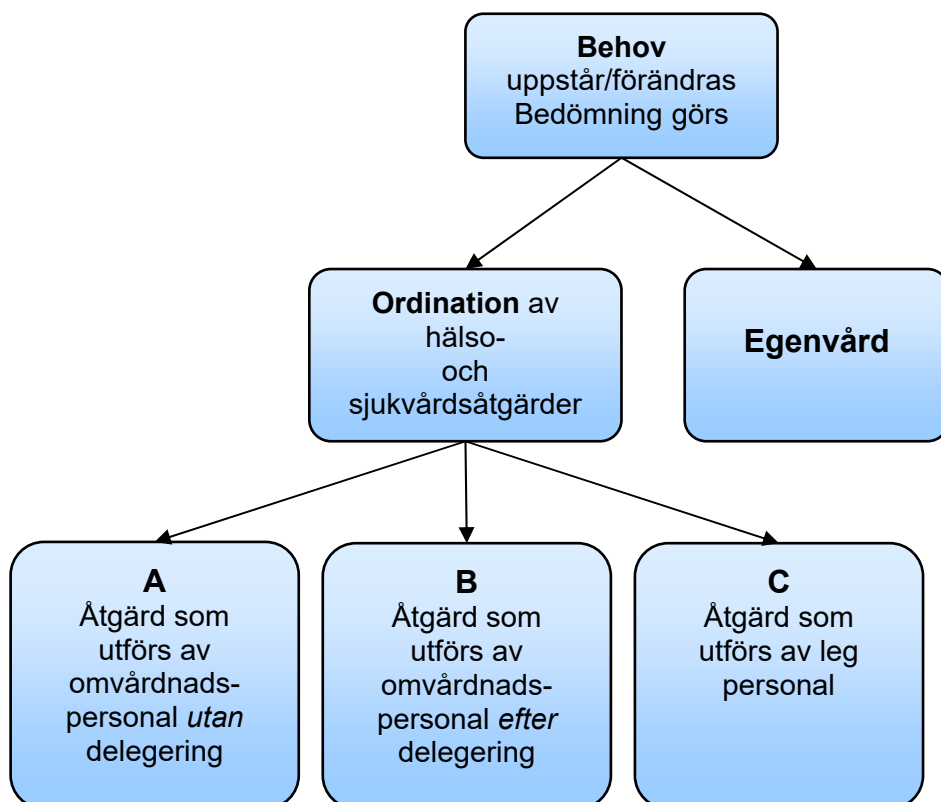 Behov
uppstår/förändras
Bedömning görs
Ordination av
hälso-
och
sjukvårdsåtgärder
Egenvård
A
Åtgärd som
utförs av
omvårdnads-
personal utan
delegering
B
Åtgärd som
utförs av
omvårdnads-
personal efter
delegering
C
Åtgärd som
utförs av leg
personal